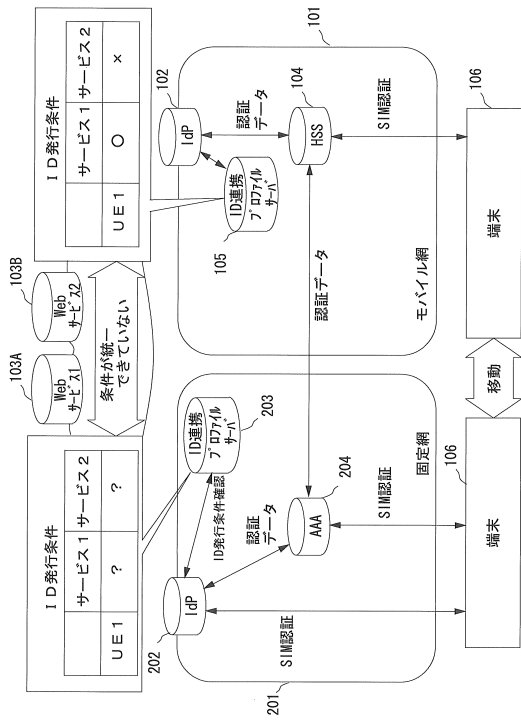 ID発行条件
サービス1 サービス2
UE1 ? ?
103A
Web
サービス1
103B
Web
サービス2
条件が統一
できていない
ID発行条件
サービス1 サービス2
UE1 ○ ×
202
IdP
ID発行条件確認
ID連携
プロファイル
サーバ
203
認証
データ
AAA
204
SIM認証
SIM認証
固定網
201
102
IdP
ID連携
プロファイル
サーバ
105
認証
データ
104
HSS
認証データ
SIM認証
モバイル網
101
106
端末
移動
106
端末